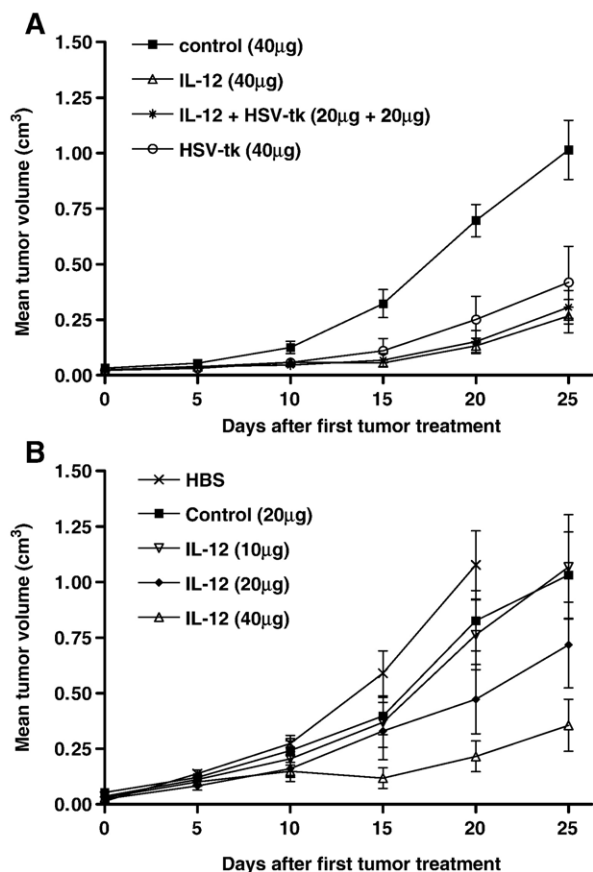 A
control (40μg)
IL-12 (40μg)
IL-12 + HSV-tk (20μg + 20μg)
HSV-tk (40μg)
Mean tumor volume (cm³)
1.50
1.25
1.00
0.75
0.50
0.25
0.00
0 5 10 15 20 25
Days after first tumor treatment
B
HBS
Control (20μg)
IL-12 (10μg)
IL-12 (20μg)
IL-12 (40μg)
Mean tumor volume (cm³)
1.50
1.25
1.00
0.75
0.50
0.25
0.00
0 5 10 15 20 25
Days after first tumor treatment